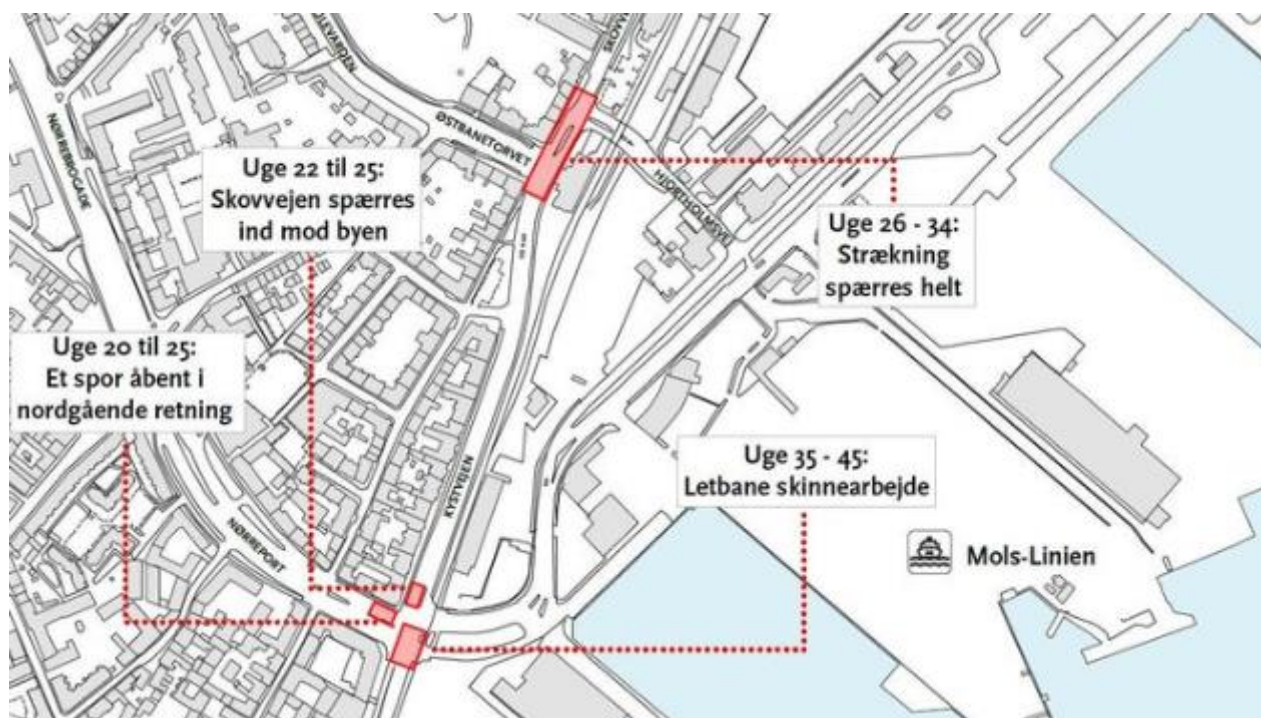 NØRREBROGADE
ØSTBANETORVET
HJORTHOLMSVEJ
Uge 22 til 25:
Skovvejen spærres
ind mod byen
Uge 26 - 34:
Strækning
spærres helt
Uge 20 til 25:
Et spor åbent i
nordgående retning
KYSTVEJEN
Uge 35 - 45:
Letbane skinnearbejde
NØRREPORT
Mols-Linien